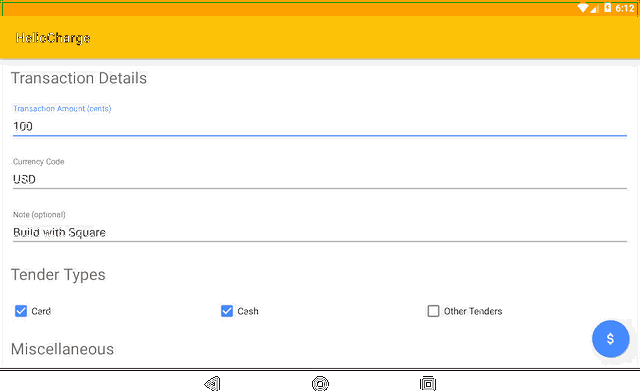 6:12
HelloCharge
Transaction Details
Transaction Amount (cents)
100
Currency Code
USD
Note (optional)
Build with Square
Tender Types
Card Cash Other Tenders
$
Miscellaneous